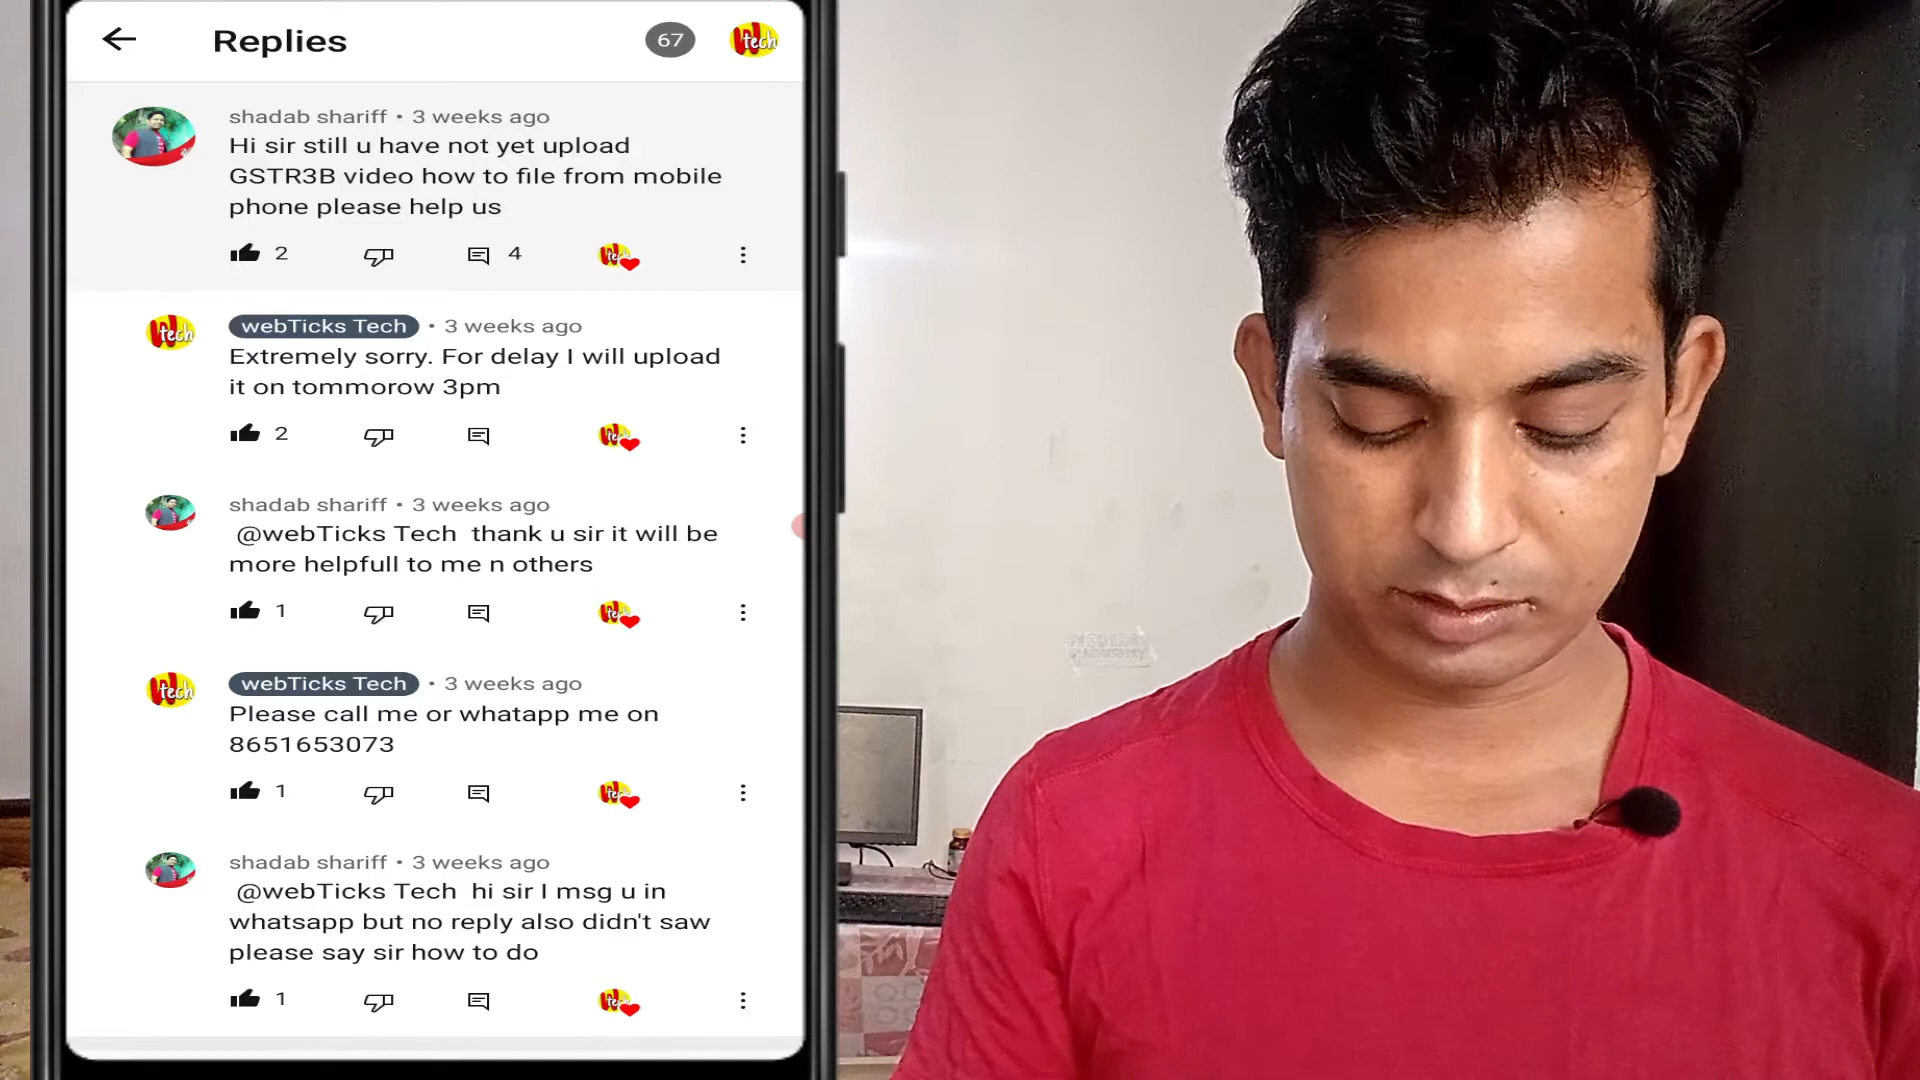 Replies
67
W tech
shadab shariff • 3 weeks ago
Hi sir still u have not yet upload
GSTR3B video how to file from mobile
phone please help us
2
4
webTicks Tech • 3 weeks ago
Extremely sorry. For delay I will upload
it on tommorow 3pm
2
shadab shariff • 3 weeks ago
@webTicks Tech thank u sir it will be
more helpfull to me n others
1
webTicks Tech • 3 weeks ago
Please call me or whatapp me on
8651653073
1
shadab shariff • 3 weeks ago
@webTicks Tech hi sir I msg u in
whatsapp but no reply also didn't saw
please say sir how to do
1